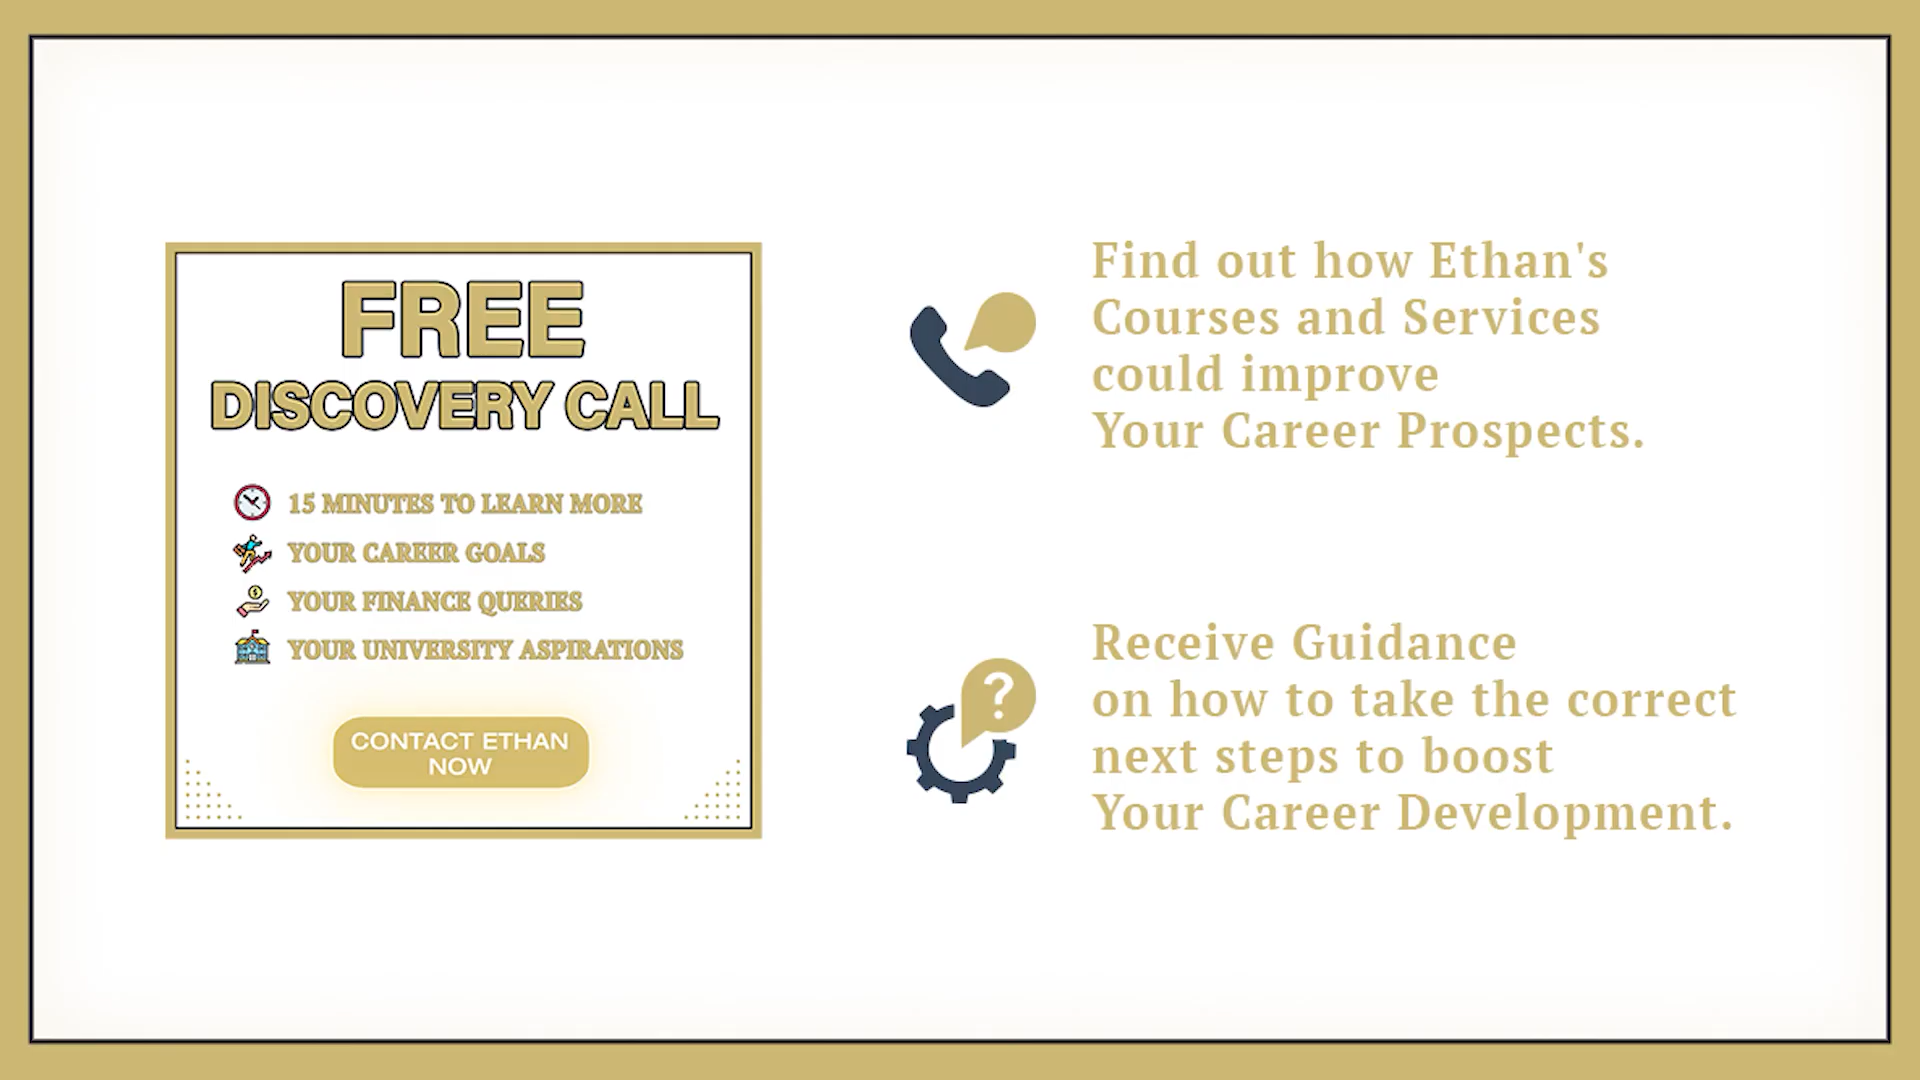 FREE
DISCOVERY CALL
15 MINUTES TO LEARN MORE
YOUR CAREER GOALS
YOUR FINANCE QUERIES
YOUR UNIVERSITY ASPIRATIONS
CONTACT ETHAN
NOW
Find out how Ethan's
Courses and Services
could improve
Your Career Prospects.
?
Receive Guidance
on how to take the correct
next steps to boost
Your Career Development.